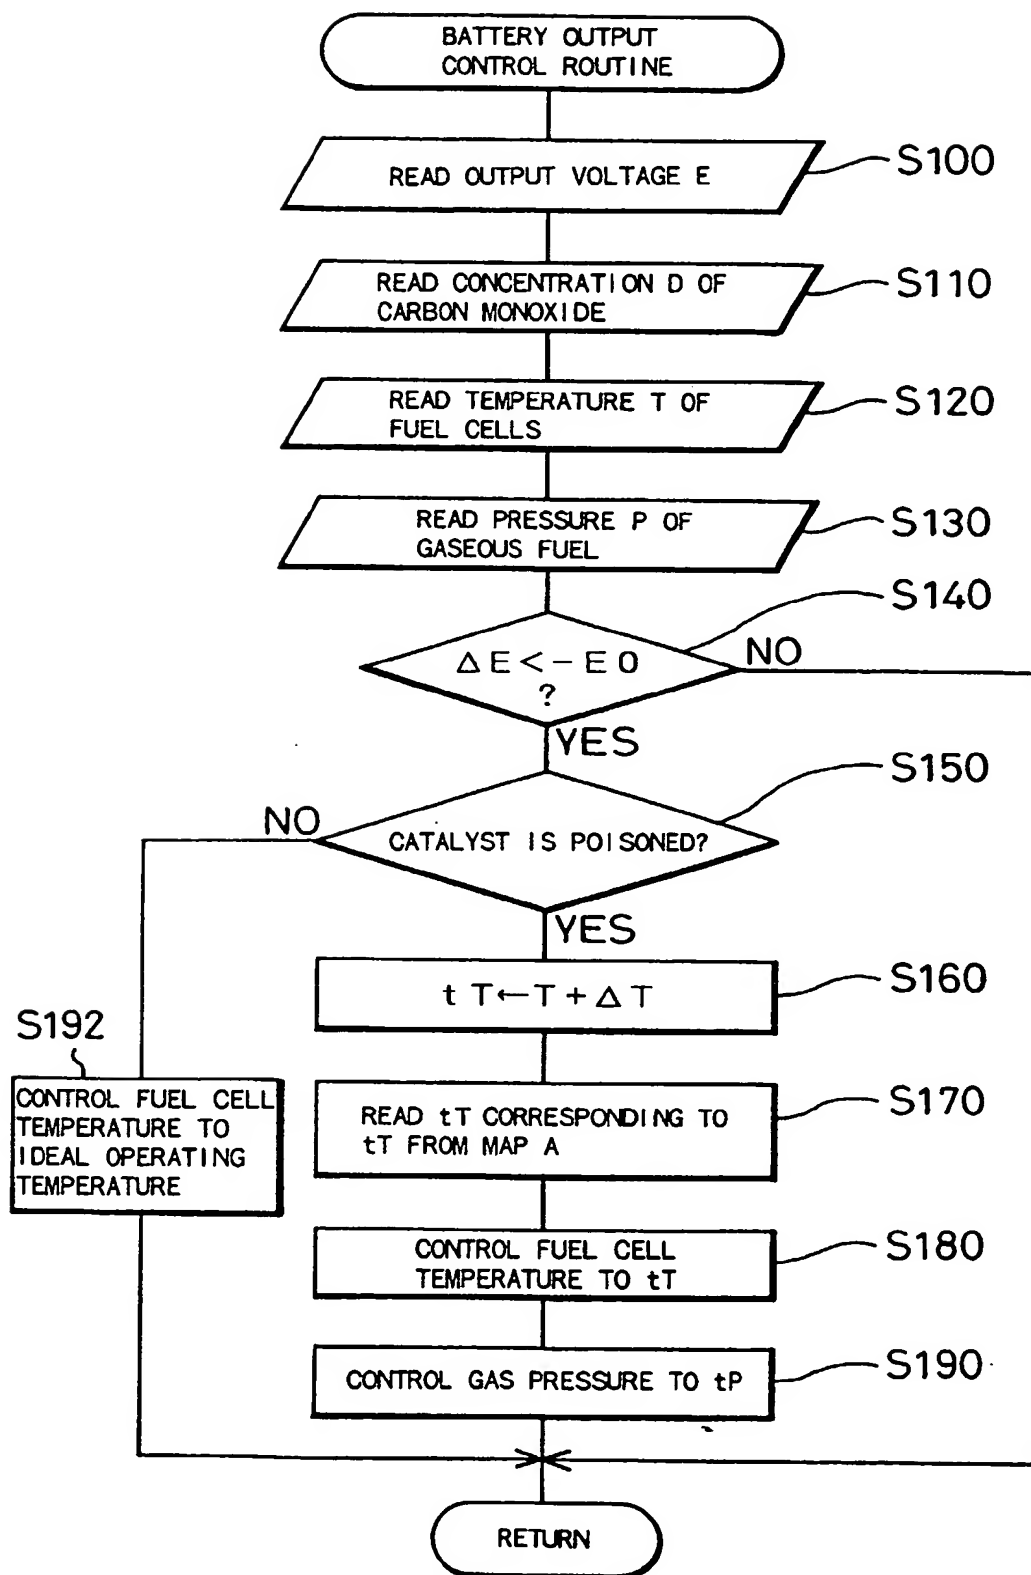 BATTERY OUTPUT
CONTROL ROUTINE
READ OUTPUT VOLTAGE E
S100
READ CONCENTRATION D OF
CARBON MONOXIDE
S110
READ TEMPERATURE T OF
FUEL CELLS
S120
READ PRESSURE P OF
GASEOUS FUEL
S130
S140
ΔE<-E0
?
NO
YES
S150
NO
CATALYST IS POISONED?
YES
S160
tT←T+ΔT
S192
CONTROL FUEL CELL
TEMPERATURE TO
IDEAL OPERATING
TEMPERATURE
S170
READ tT CORRESPONDING TO
tT FROM MAP A
S180
CONTROL FUEL CELL
TEMPERATURE TO tT
S190
CONTROL GAS PRESSURE TO tP
RETURN